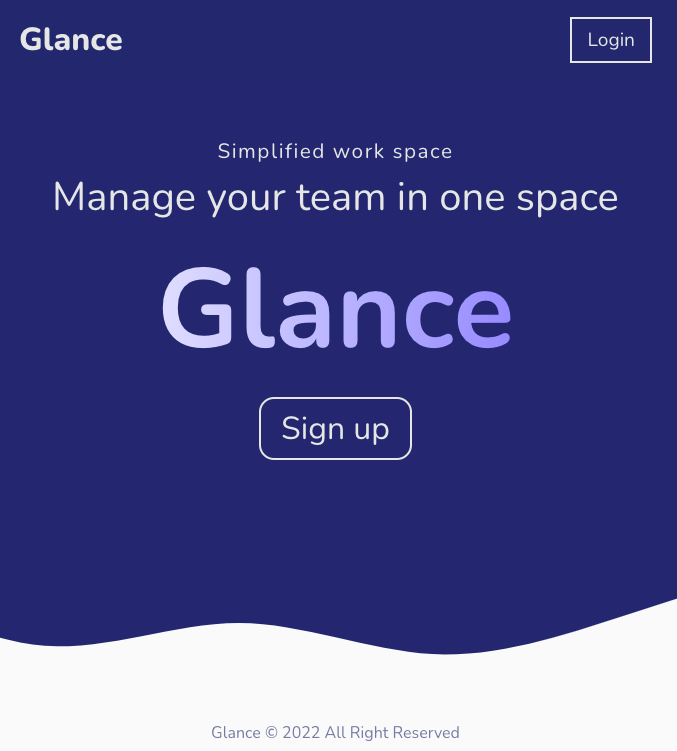 Glance
Login
Simplified work space
Manage your team in one space
Glance
Sign up
Glance © 2022 All Right Reserved